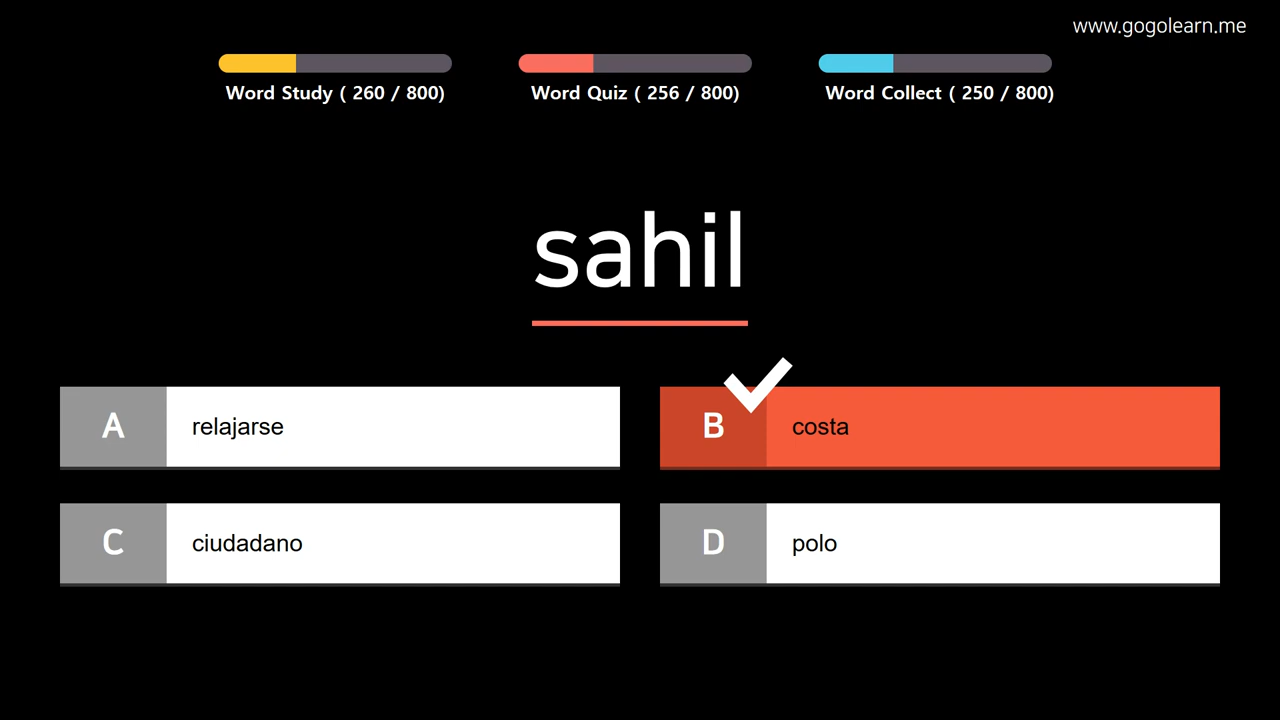 www.gogolearn.me
Word Study ( 260 / 800)
Word Quiz ( 256 / 800)
Word Collect ( 250 / 800)
sahil
A relajarse
B costa
C ciudadano
D polo